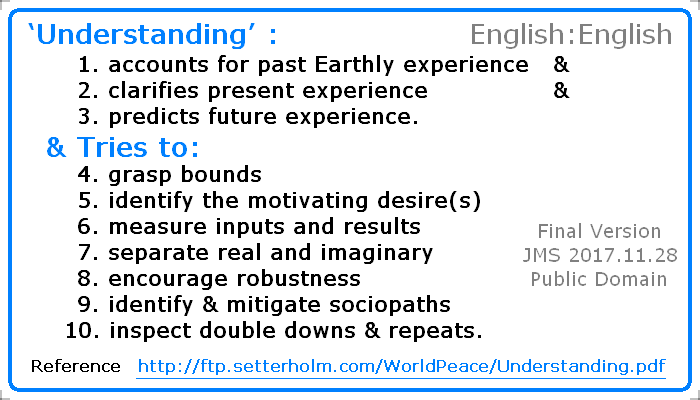 ‘Understanding’ : English:English
1. accounts for past Earthly experience &
2. clarifies present experience &
3. predicts future experience.
& Tries to:
4. grasp bounds
5. identify the motivating desire(s)
6. measure inputs and results
7. separate real and imaginary
8. encourage robustness
9. identify & mitigate sociopaths
10. inspect double downs & repeats.
Final Version
JMS 2017.11.28
Public Domain
Reference http://ftp.setterholm.com/WorldPeace/Understanding.pdf